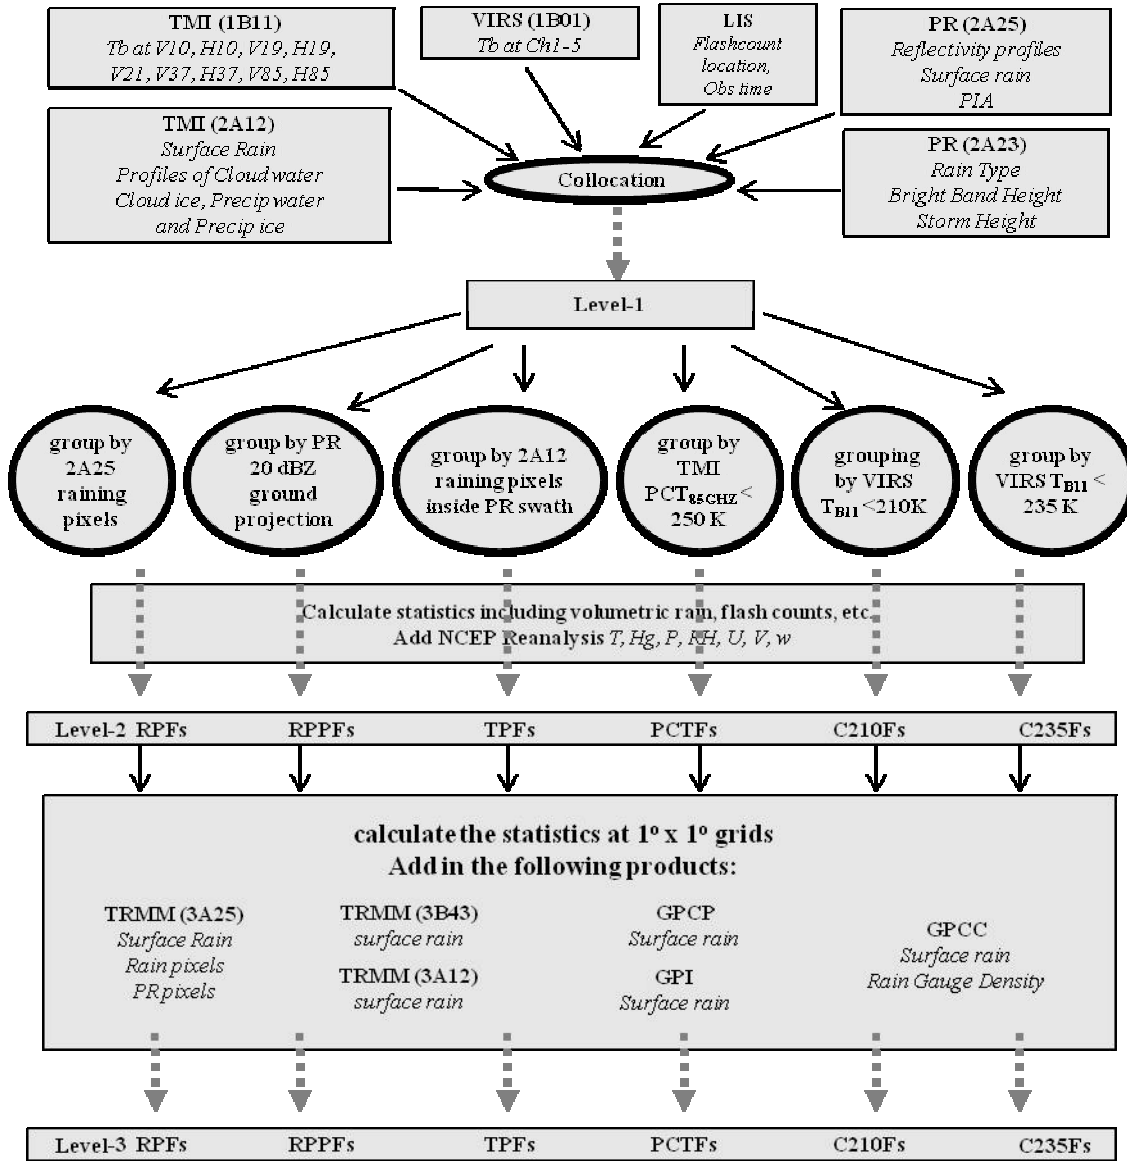 TMI (1B11)
Tb at V10, H10, V19, H19,
V21, V37, H37, V85, H85
VIRS (1B01)
Tb at Ch1-5
LIS
Flashcount
location,
Obs time
PR (2A25)
Reflectivity profiles
Surface rain
PIA
TMI (2A12)
Surface Rain
Profiles of Cloud water
Cloud ice, Precip water
and Precip ice
Collocation
PR (2A23)
Rain Type
Bright Band Height
Storm Height
Level-1
group by
2A25
raining
pixels
group by PR
20 dBZ
ground
projection
group by 2A12
raining pixels
inside PR swath
group by
TMI
PCT85GHZ <
250 K
grouping
by VIRS
TB11 <210K
group by
VIRS TB11 <
235 K
Calculate statistics including volumetric rain, flash counts, etc.
Add NCEP Reanalysis T, Hg, P, RH, U, V, w
Level-2 RPFs RPPFs TPFs PCTFs C210Fs C235Fs
calculate the statistics at 1º x 1º grids
Add in the following products:
TRMM (3A25)
Surface Rain
Rain pixels
PR pixels
TRMM (3B43)
surface rain
TRMM (3A12)
surface rain
GPCP
Surface rain
GPI
Surface rain
GPCC
Surface rain
Rain Gauge Density
Level-3 RPFs RPPFs TPFs PCTFs C210Fs C235Fs